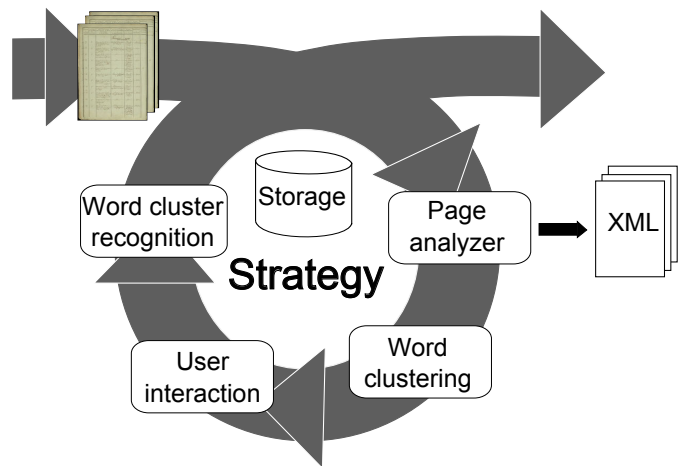 Storage
Word cluster
recognition
Page
analyzer
XML
Strategy
User
interaction
Word
clustering